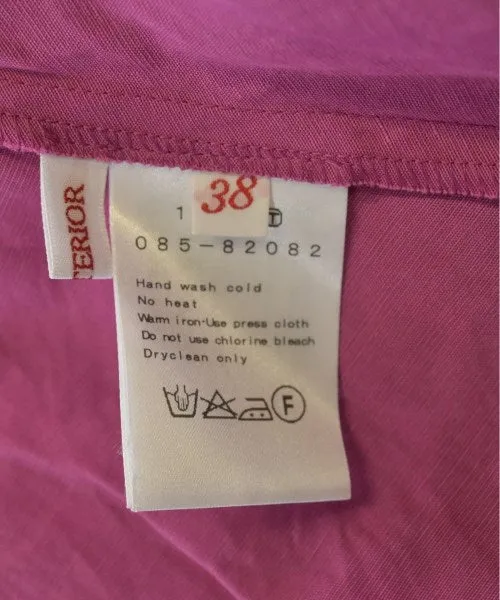 TERIOR
38
1 T
085-82082
Hand wash cold
No heat
Warm iron·Use press cloth
Do not use chlorine bleach
Dryclean only
F